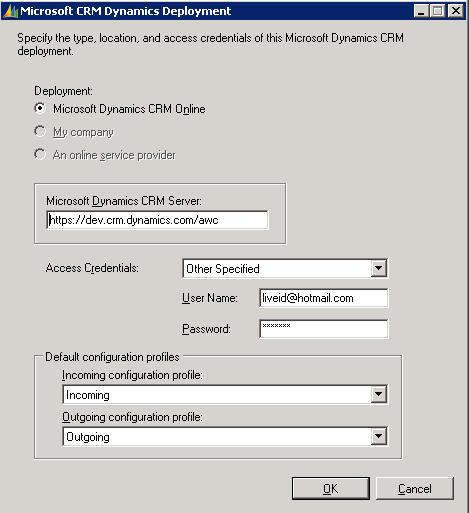 Microsoft CRM Dynamics Deployment
Specify the type, location, and access credentials of this Microsoft Dynamics CRM
deployment.
Deployment:
Microsoft Dynamics CRM Online
My company
An online service provider
Microsoft Dynamics CRM Server:
https://dev.crm.dynamics.com/awc
Access Credentials:
Other Specified
User Name:
liveid@hotmail.com
Password:
*******
Default configuration profiles
Incoming configuration profile:
Incoming
Outgoing configuration profile:
Outgoing
OK
Cancel